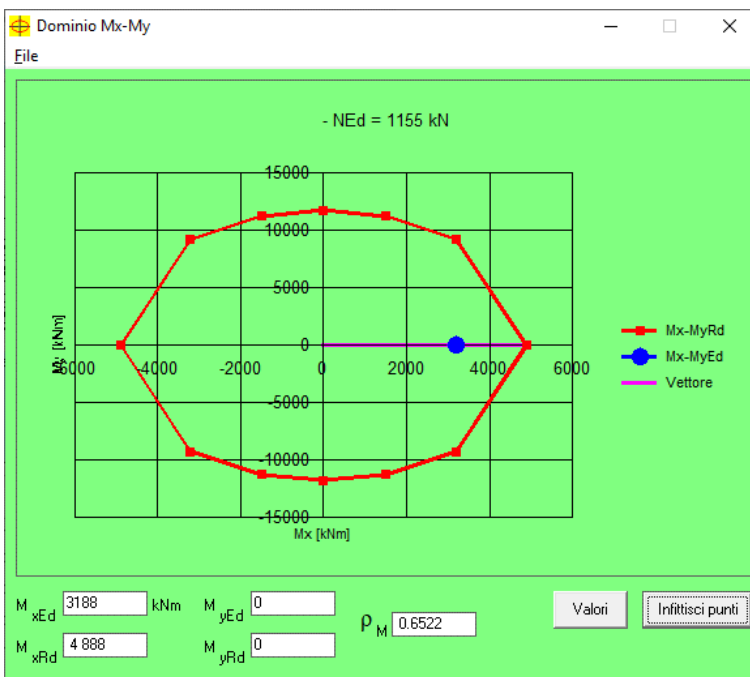 Dominio Mx-My
File
- NEd = 1155 kN
15000
10000
5000
0
-5000
-10000
-15000
-6000 -4000 -2000 0 2000 4000 6000
My [kNm]
Mx [kNm]
Mx-MyRd
Mx-MyEd
Vettore
M xEd 3188 kNm M yEd 0
M xRd 4 888 M yRd 0
ρ M 0.6522
Valori
Infittisci punti